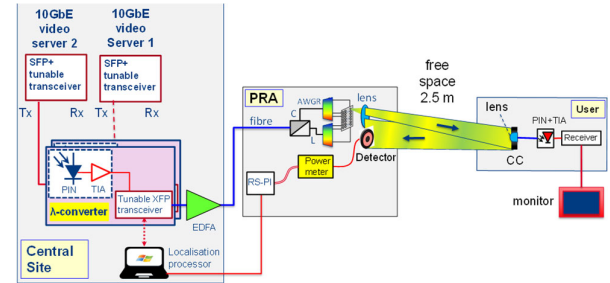 10GbE
video
server 2
10GbE
video
Server 1
SFP+
tunable
transceiver
SFP+
tunable
transceiver
Tx
Rx
Tx
Rx
PIN
TIA
λ-converter
Tunable XFP
transceiver
EDFA
Central
Site
Localisation
processor
fibre
PRA
AWGR
C
L
lens
Detector
Power
meter
RS-PI
free
space
2.5 m
lens
CC
User
PIN+TIA
Receiver
monitor